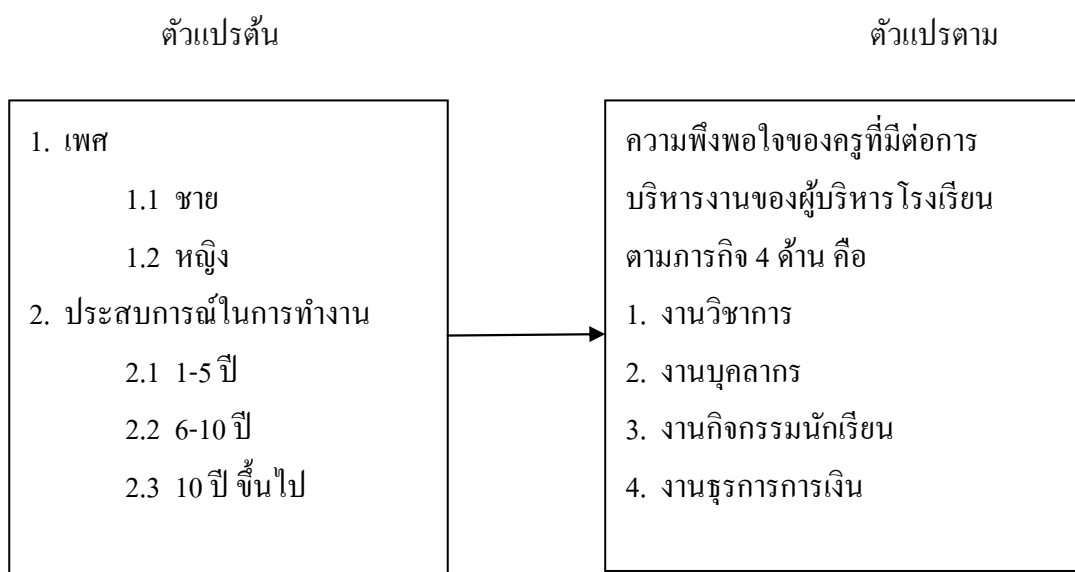 ตัวแปรต้น
ตัวแปรตาม
1. เพศ
1.1 ชาย
1.2 หญิง
2. ประสบการณ์ในการทำงาน
2.1 1-5 ปี
2.2 6-10 ปี
2.3 10 ปี ขึ้นไป
ความพึงพอใจของครูที่มีต่อการ
บริหารงานของผู้บริหารโรงเรียน
ตามภารกิจ 4 ด้าน คือ
1. งานวิชาการ
2. งานบุคลากร
3. งานกิจกรรมนักเรียน
4. งานธุรการการเงิน